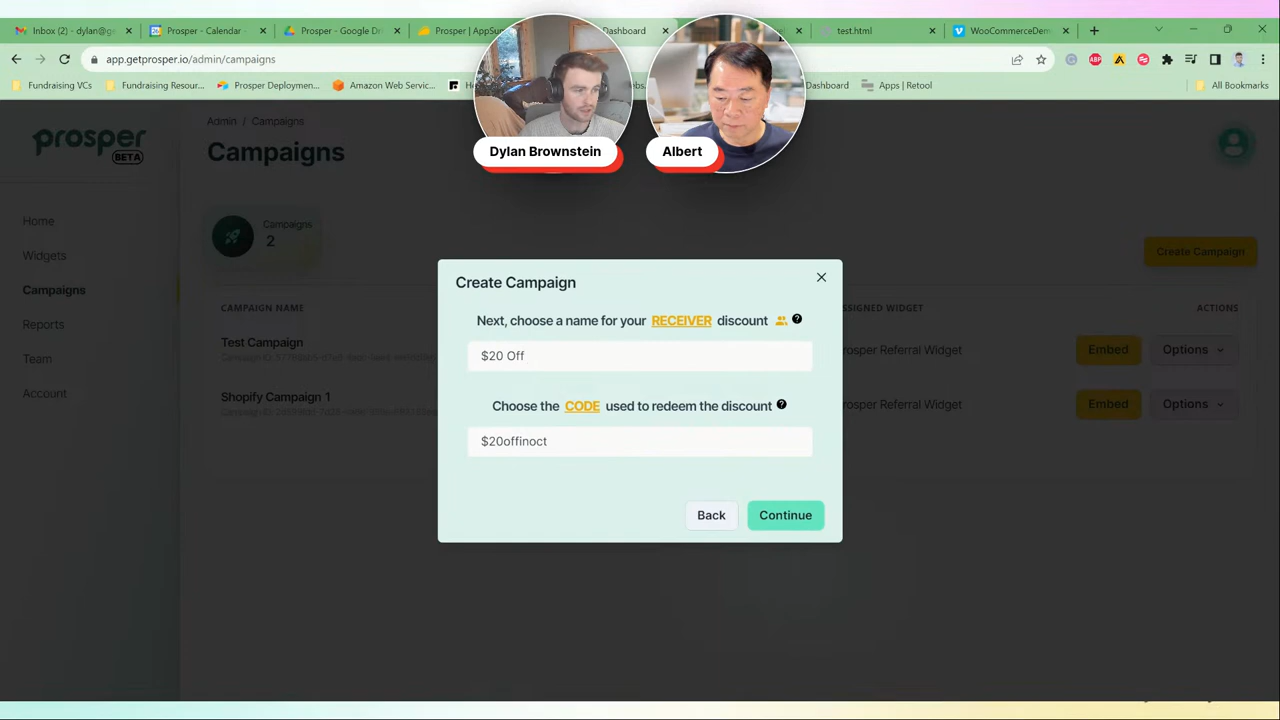 Inbox (1) - dylan@ge
Prosper - Calendar
Prosper - Google Dri
Prosper | AppSum
Dashboard
test.html
WooCommerceDem
app.getprosper.io/admin/campaigns
Fundraising VCs
Fundraising Resour...
Prosper Deploymen...
Amazon Web Servic...
Dashboard
Apps | Retool
All Bookmarks
Dylan Brownstein
Albert
prosper
BETA
Admin / Campaigns
Campaigns
Home
Widgets
Campaigns
Reports
Team
Account
Campaigns
2
Create Campaign
CAMPAIGN NAME
SSIGNED WIDGET
ACTIONS
Test Campaign
rosper Referral Widget
Embed
Options
Shopify Campaign 1
rosper Referral Widget
Embed
Options
Create Campaign
Next, choose a name for your RECEIVER discount
$20 Off
Choose the CODE used to redeem the discount
$20offinoct
Back
Continue